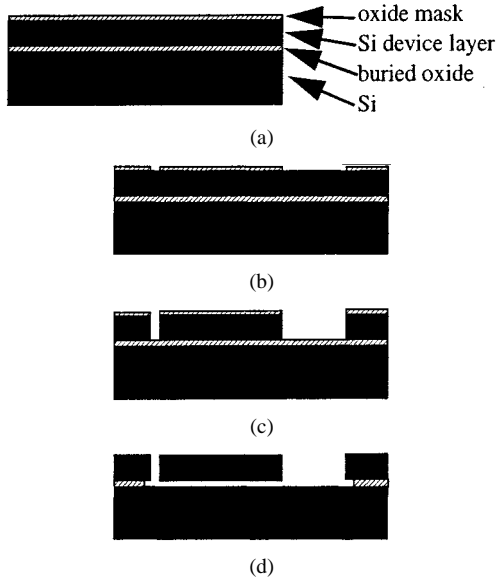 oxide mask
Si device layer
buried oxide
Si
(a)
(b)
(c)
(d)